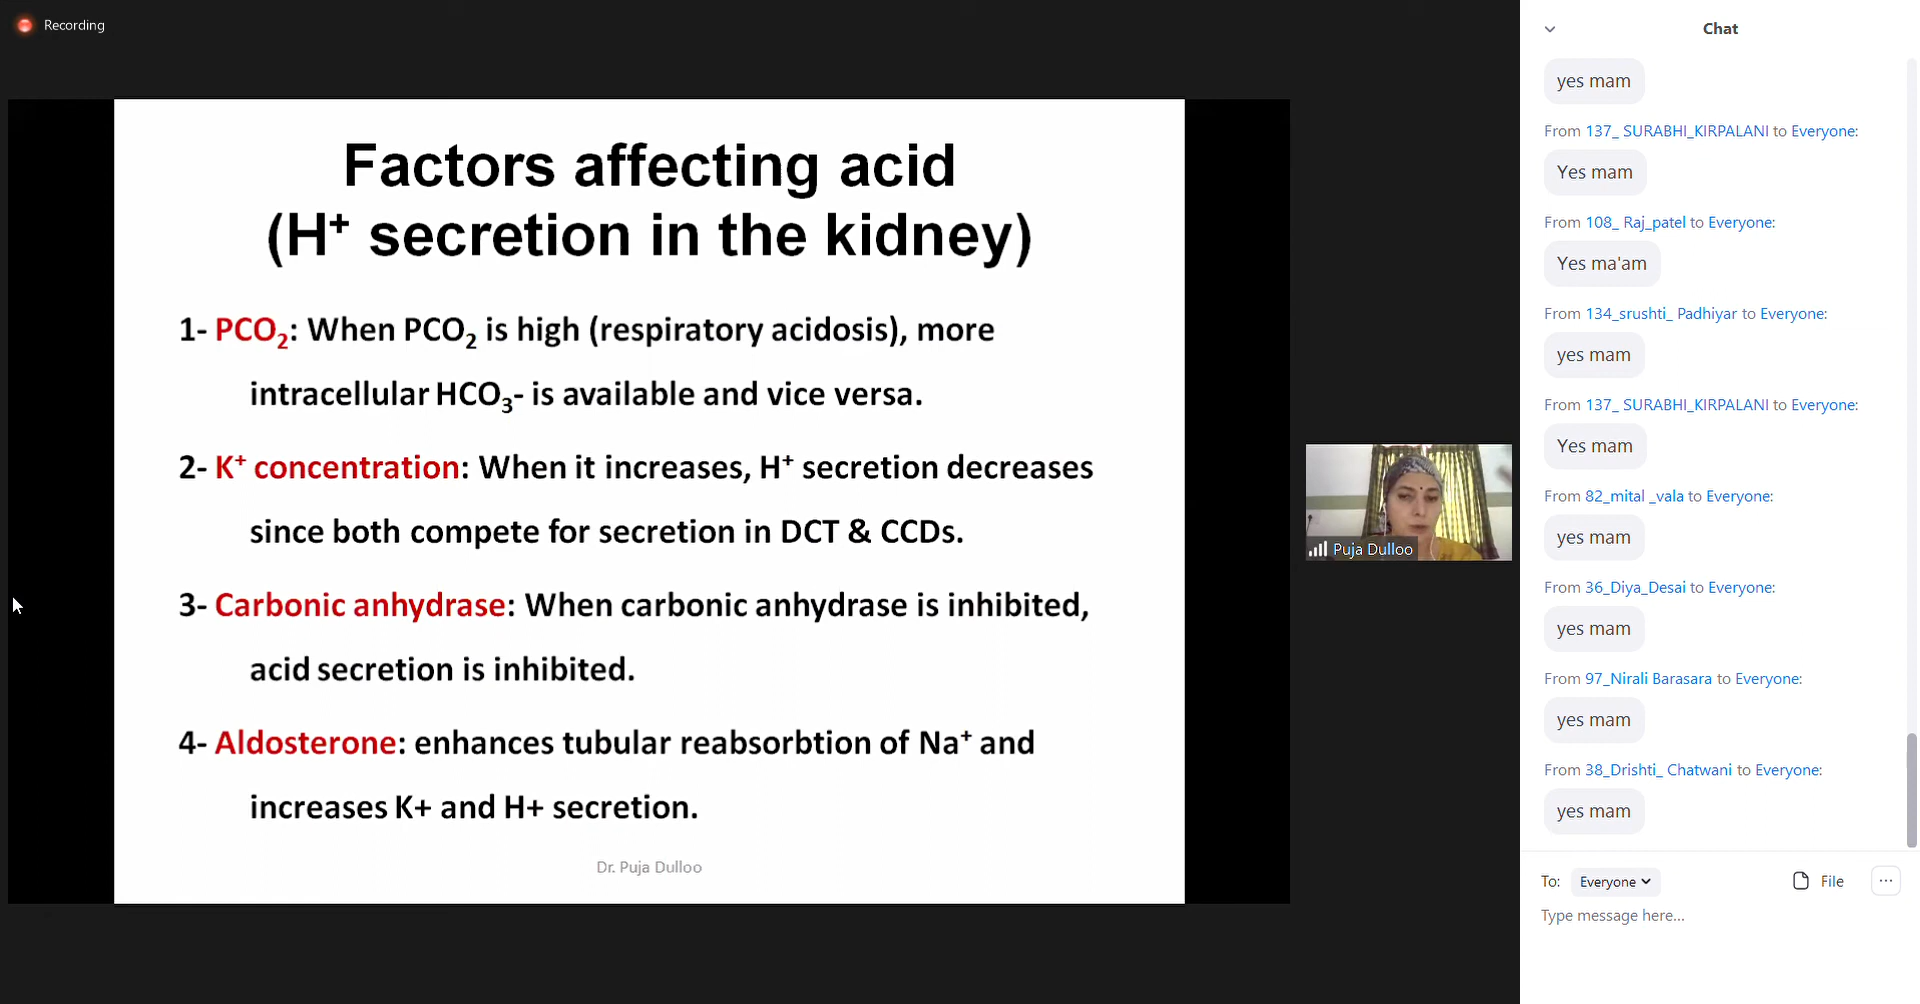 Recording
Factors affecting acid
(H⁺ secretion in the kidney)
1- PCO₂: When PCO₂ is high (respiratory acidosis), more
intracellular HCO₃- is available and vice versa.
2- K⁺ concentration: When it increases, H⁺ secretion decreases
since both compete for secretion in DCT & CCDs.
3- Carbonic anhydrase: When carbonic anhydrase is inhibited,
acid secretion is inhibited.
4- Aldosterone: enhances tubular reabsorbtion of Na⁺ and
increases K+ and H+ secretion.
Dr. Puja Dulloo
Puja Dulloo
Chat
yes mam
From 137_ SURABHI_KIRPALANI to Everyone:
Yes mam
From 108_ Raj_patel to Everyone:
Yes ma'am
From 134_srushti_ Padhiyar to Everyone:
yes mam
From 137_ SURABHI_KIRPALANI to Everyone:
Yes mam
From 82_mital _vala to Everyone:
yes mam
From 36_Diya_Desai to Everyone:
yes mam
From 97_Nirali Barasara to Everyone:
yes mam
From 38_Drishti_ Chatwani to Everyone:
yes mam
To: Everyone File ...
Type message here...